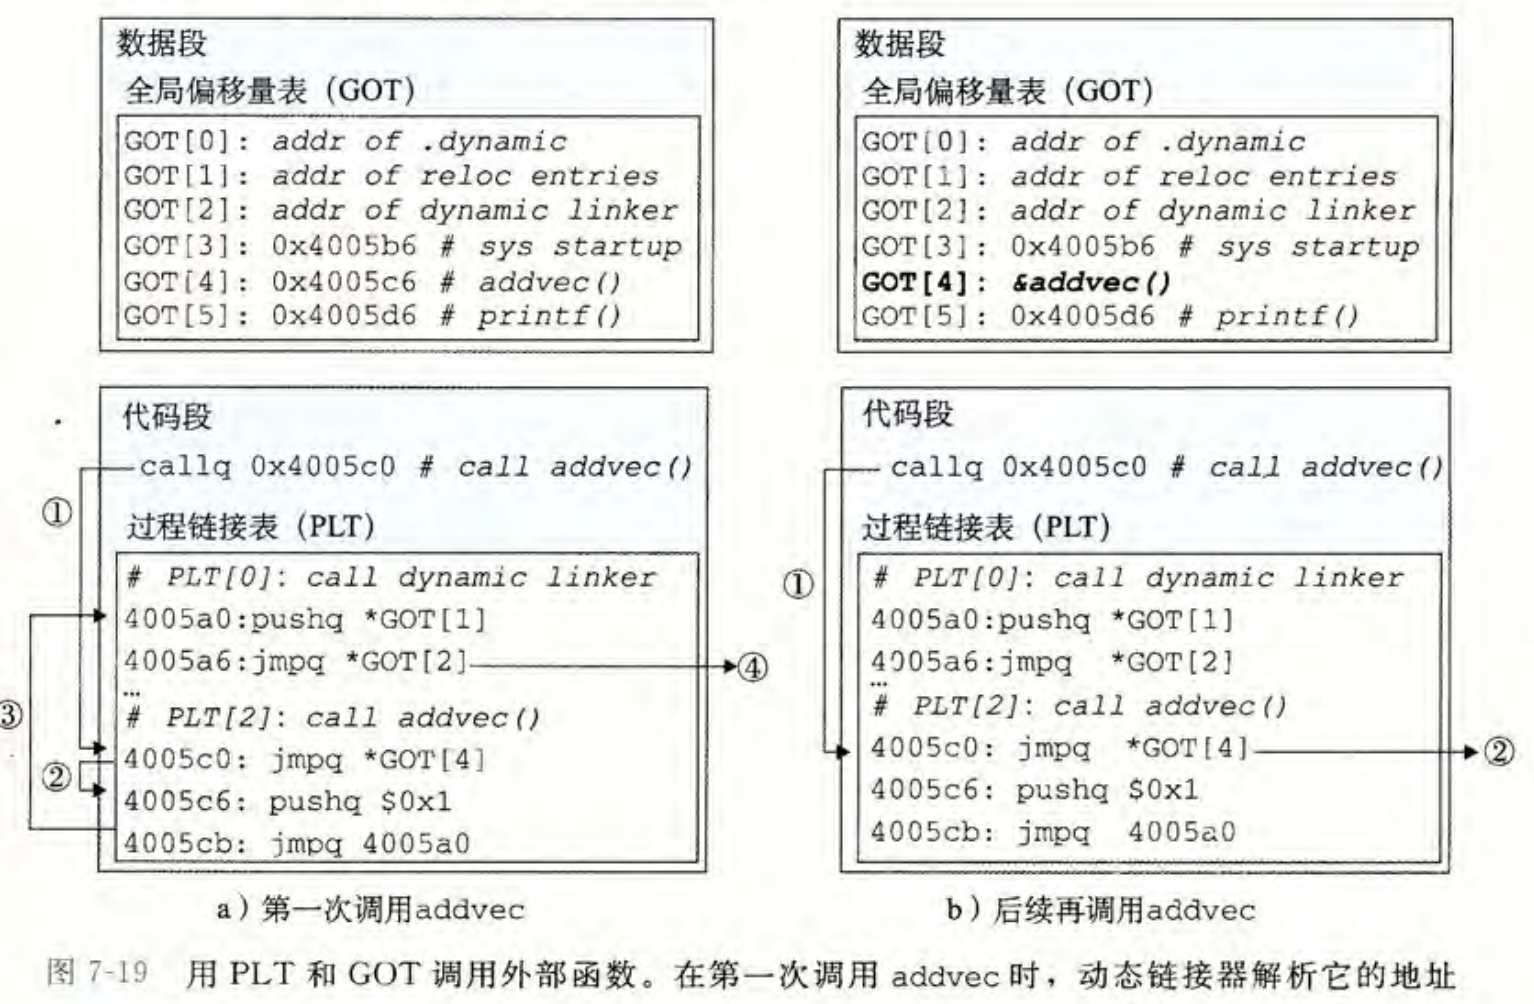 数据段
全局偏移量表（GOT）
GOT[0]: addr of .dynamic
GOT[1]: addr of reloc entries
GOT[2]: addr of dynamic linker
GOT[3]: 0x4005b6 # sys startup
GOT[4]: 0x4005c6 # addvec()
GOT[5]: 0x4005d6 # printf()
代码段
callq 0x4005c0 # call addvec()
①
过程链接表（PLT）
# PLT[0]: call dynamic linker
4005a0:pushq *GOT[1]
4005a6:jmpq *GOT[2]
④
…
③
# PLT[2]: call addvec()
4005c0: jmpq *GOT[4]
②
4005c6: pushq $0x1
4005cb: jmpq 4005a0
a）第一次调用addvec
数据段
全局偏移量表（GOT）
GOT[0]: addr of .dynamic
GOT[1]: addr of reloc entries
GOT[2]: addr of dynamic linker
GOT[3]: 0x4005b6 # sys startup
GOT[4]: &addvec()
GOT[5]: 0x4005d6 # printf()
代码段
callq 0x4005c0 # call addvec()
过程链接表（PLT）
①
# PLT[0]: call dynamic linker
4005a0:pushq *GOT[1]
4005a6:jmpq *GOT[2]
…
# PLT[2]: call addvec()
4005c0: jmpq *GOT[4]
②
4005c6: pushq $0x1
4005cb: jmpq 4005a0
b）后续再调用addvec
图 7-19 用 PLT 和 GOT 调用外部函数。在第一次调用 addvec 时，动态链接器解析它的地址